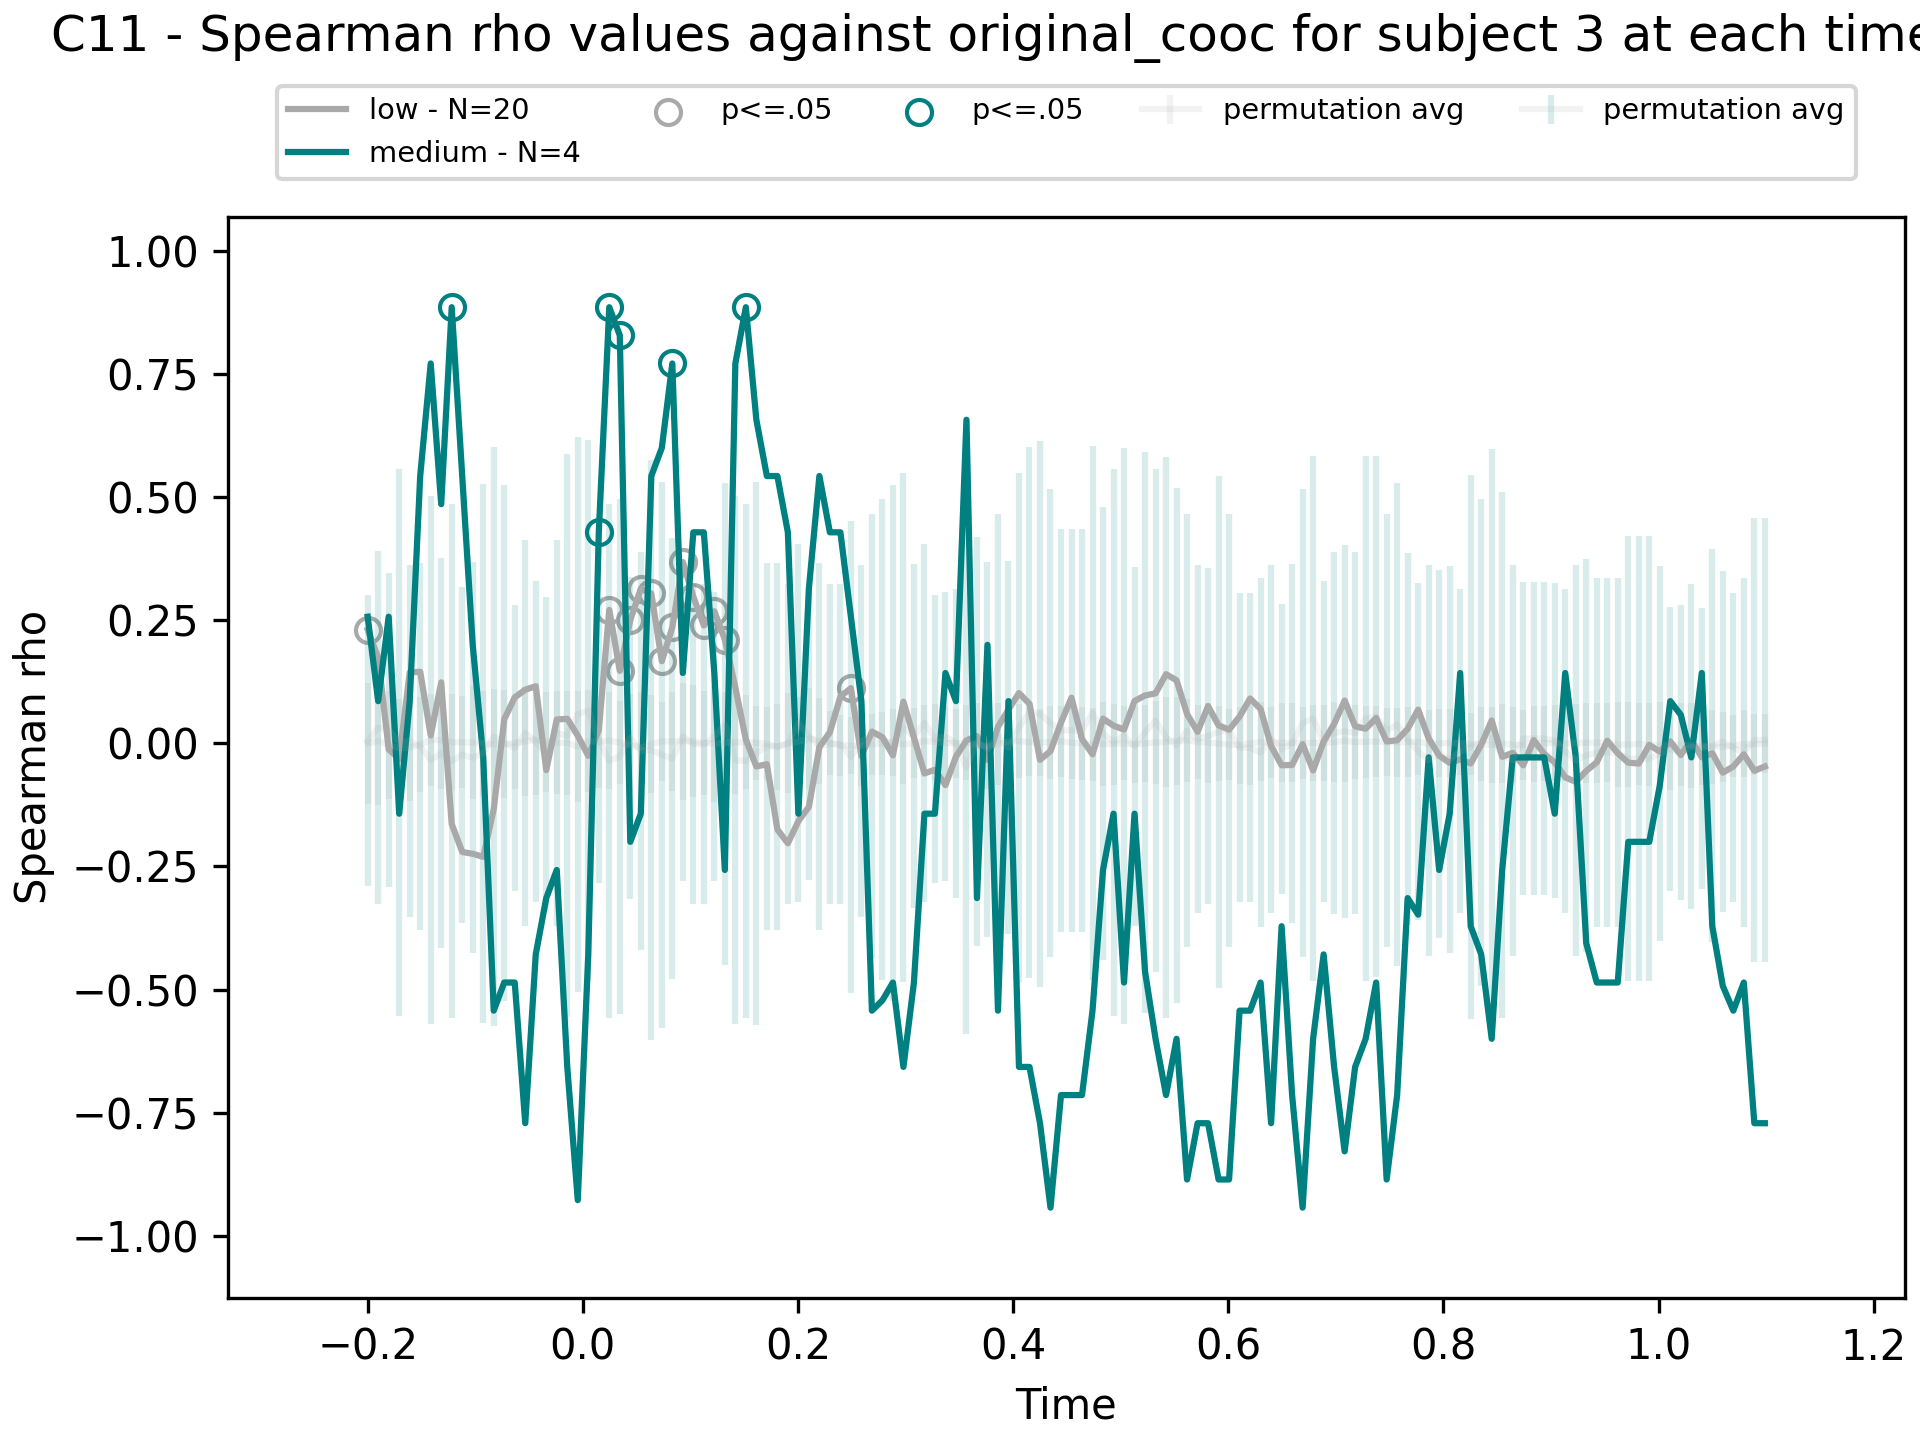 C11 - Spearman rho values against original_cooc for subject 3 at each time
low - N=20
medium - N=4
p<=.05
p<=.05
permutation avg
permutation avg
Spearman rho
1.00
0.75
0.50
0.25
0.00
−0.25
−0.50
−0.75
−1.00
−0.2
0.0
0.2
0.4
0.6
0.8
1.0
1.2
Time